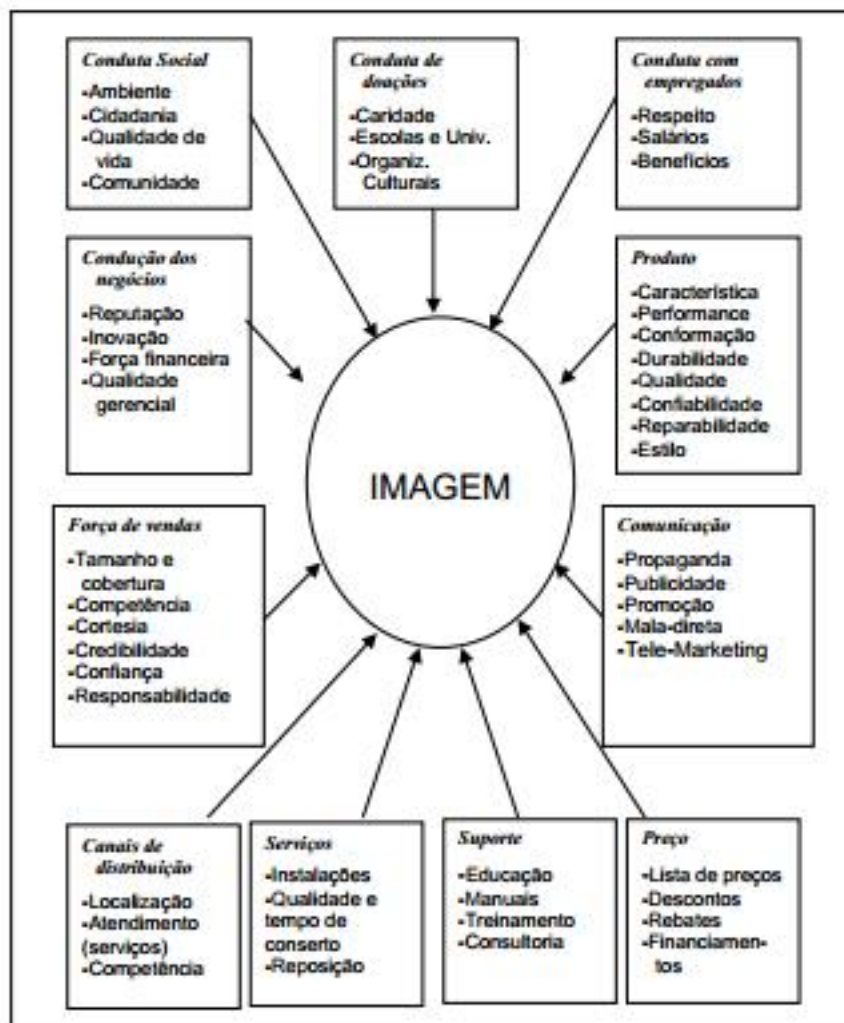 Conduta Social
-Ambiente
-Cidadania
-Qualidade de
vida
-Comunidade
Conduta de
doações
-Caridade
-Escolas e Univ.
-Organiz.
Culturais
Conduta com
empregados
-Respeito
-Salários
-Benefícios
Condução dos
negócios
-Reputação
-Inovação
-Força financeira
-Qualidade
gerencial
Produto
-Característica
-Performance
-Conformação
-Durabilidade
-Qualidade
-Confiabilidade
-Reparabilidade
-Estilo
IMAGEM
Força de vendas
-Tamanho e
cobertura
-Competência
-Cortesia
-Credibilidade
-Confiança
-Responsabilidade
Comunicação
-Propaganda
-Publicidade
-Promoção
-Mala-direta
-Tele-Marketing
Canais de
distribuição
-Localização
-Atendimento
(serviços)
-Competência
Serviços
-Instalações
-Qualidade e
tempo de
conserto
-Reposição
Suporte
-Educação
-Manuais
-Treinamento
-Consultoria
Preço
-Lista de preços
-Descontos
-Rebates
-Financiamen-
tos